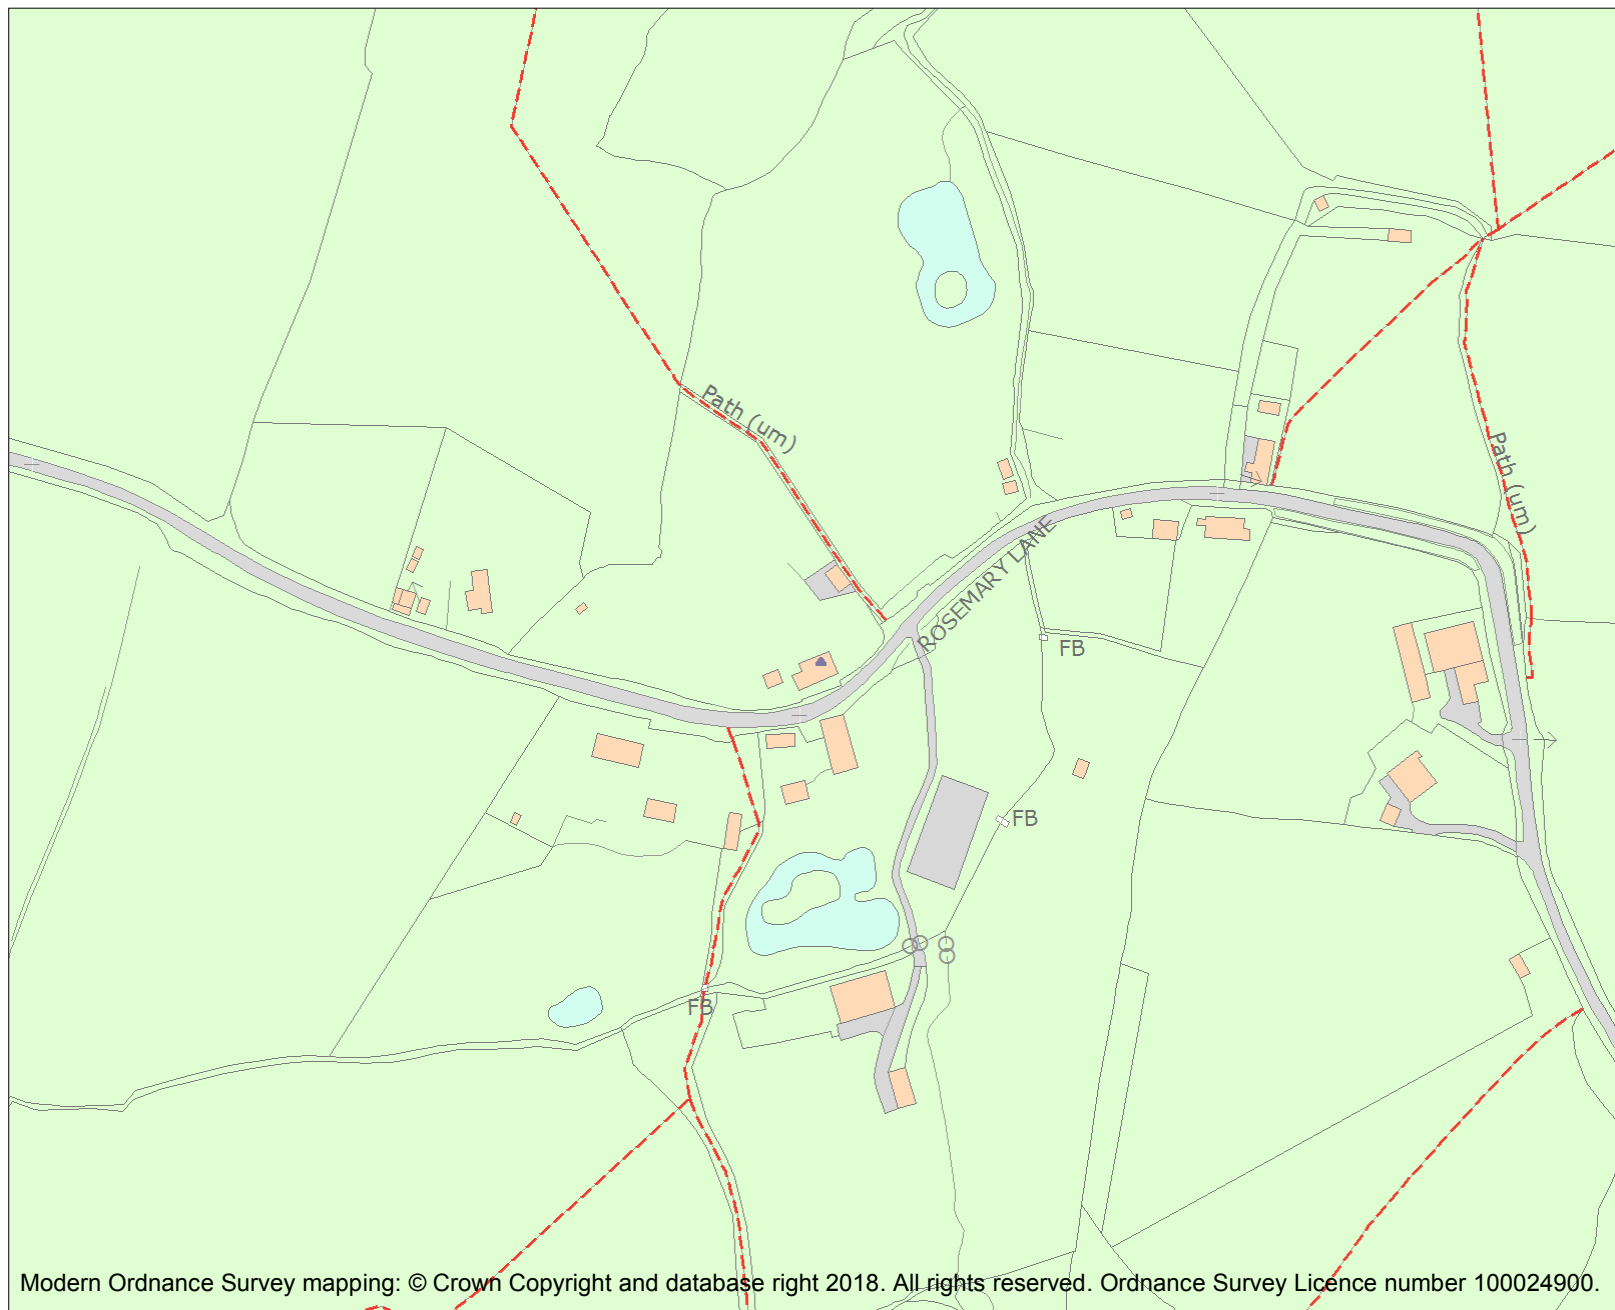 Path (um)
Path (um)
ROSEMARY LANE
FB
FB
FB
Modern Ordnance Survey mapping: © Crown Copyright and database right 2018. All rights reserved. Ordnance Survey Licence number 100024900.